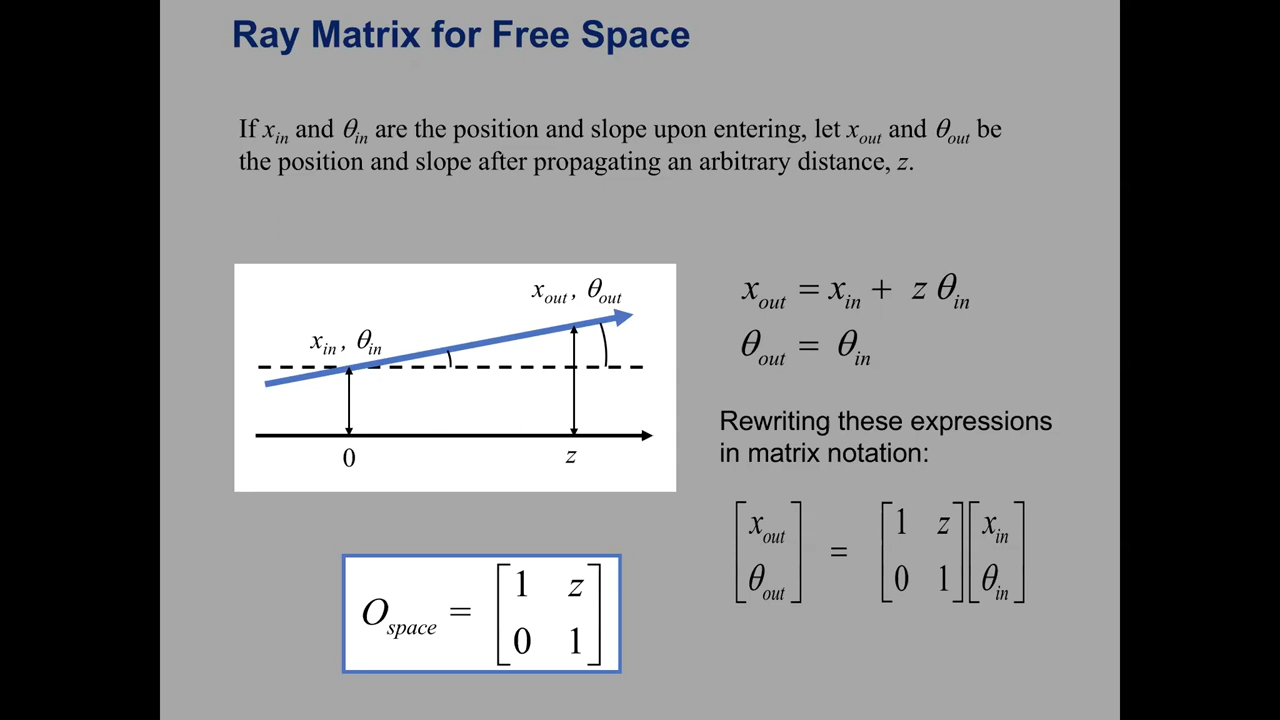 Ray Matrix for Free Space
If x_in and θ_in are the position and slope upon entering, let x_out and θ_out be
the position and slope after propagating an arbitrary distance, z.
x_out, θ_out
x_in, θ_in
0 z
x_out = x_in + z θ_in
θ_out = θ_in
Rewriting these expressions
in matrix notation:
[x_out] = [1 z] [x_in]
[θ_out] [0 1] [θ_in]
O_space = [1 z]
[0 1]